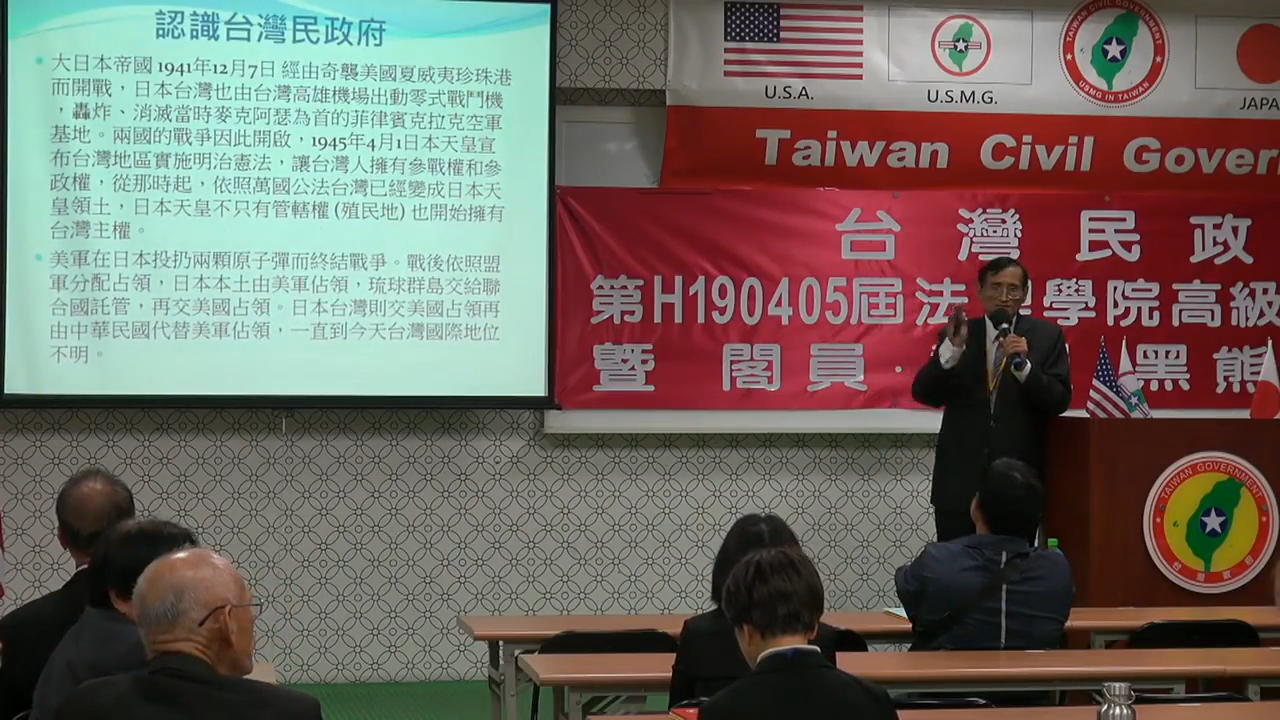 認識台灣民政府
大日本帝國 1941年12月7日 經由奇襲美國夏威夷珍珠港
而開戰，日本台灣也由台灣高雄機場出動零式戰鬥機
，轟炸、消滅當時麥克阿瑟為首的菲律賓克拉克空軍
基地。兩國的戰爭因此開啟，1945年4月1日本天皇宣
布台灣地區實施明治憲法，讓台灣人擁有參戰權和參
政權，從那時起，依照萬國公法台灣已經變成日本天
皇領土，日本天皇不只有管轄權 (殖民地) 也開始擁有
台灣主權。
美軍在日本投扔兩顆原子彈而終結戰爭。戰後依照盟
軍分配占領，日本本土由美軍佔領，琉球群島交給聯
合國託管，再交美國占領。日本台灣則交美國占領再
由中華民國代替美軍佔領，一直到今天台灣國際地位
不明。
U.S.A.
U.S.M.G.
TAIWAN CIVIL GOVERNMENT
USMG IN TAIWAN
JAPA
Taiwan Civil Gover
台灣民政
第H190405屆法 學院高級
暨 閣員 · 黑熊
TAIWAN GOVERNMENT
台灣政府